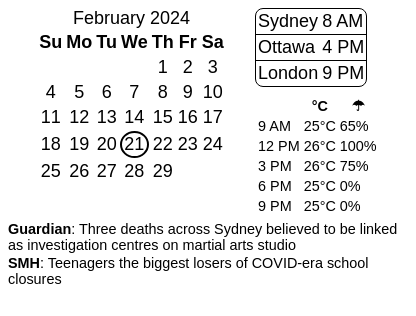 February 2024
Su Mo Tu We Th Fr Sa
1 2 3
4 5 6 7 8 9 10
11 12 13 14 15 16 17
18 19 20 21 22 23 24
25 26 27 28 29
Sydney 8 AM
Ottawa 4 PM
London 9 PM
°C ☂
9 AM 25°C 65%
12 PM 26°C 100%
3 PM 26°C 75%
6 PM 25°C 0%
9 PM 25°C 0%
Guardian: Three deaths across Sydney believed to be linked
as investigation centres on martial arts studio
SMH: Teenagers the biggest losers of COVID-era school
closures